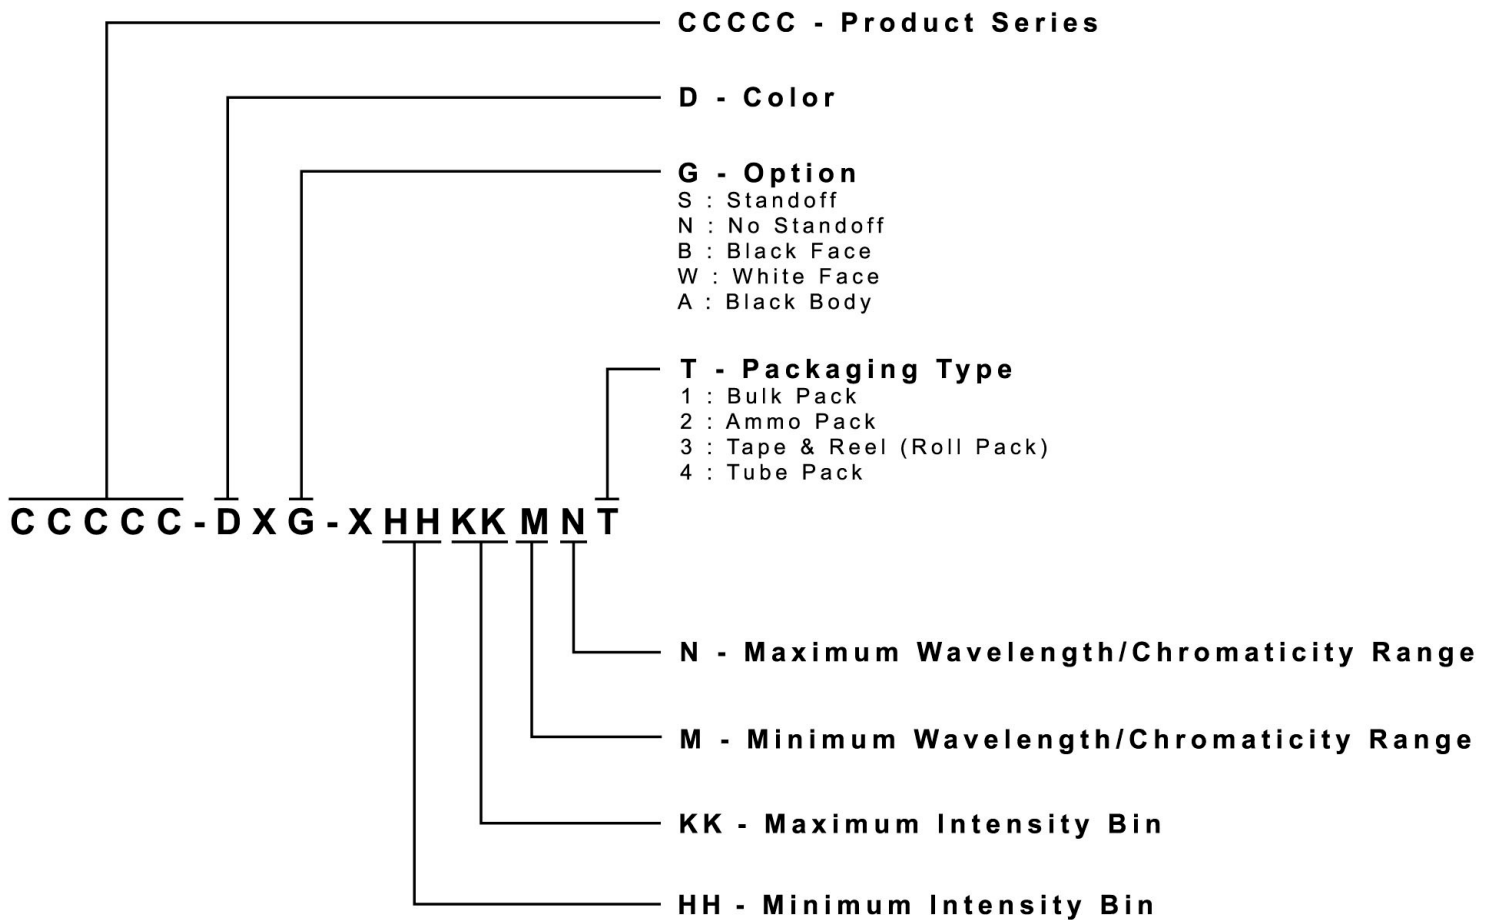 CCCCC - Product Series
D - Color
G - Option
S : Standoff
N : No Standoff
B : Black Face
W : White Face
A : Black Body
T - Packaging Type
1 : Bulk Pack
2 : Ammo Pack
3 : Tape & Reel (Roll Pack)
4 : Tube Pack
CCCCC-DXG-XHHKKMNT
N - Maximum Wavelength/Chromaticity Range
M - Minimum Wavelength/Chromaticity Range
KK - Maximum Intensity Bin
HH - Minimum Intensity Bin